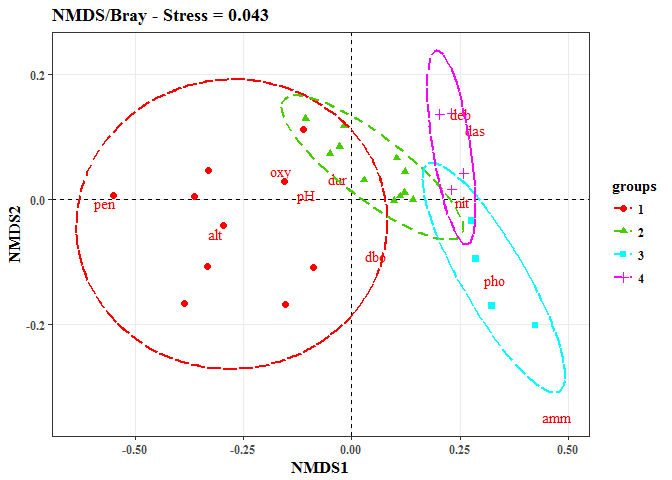 NMDS/Bray - Stress = 0.043
0.2
0.0
-0.2
NMDS2
deb
das
oxy
dur
pH
pen
nit
alt
dbo
pho
amm
groups
1
2
3
4
-0.50
-0.25
0.00
0.25
0.50
NMDS1